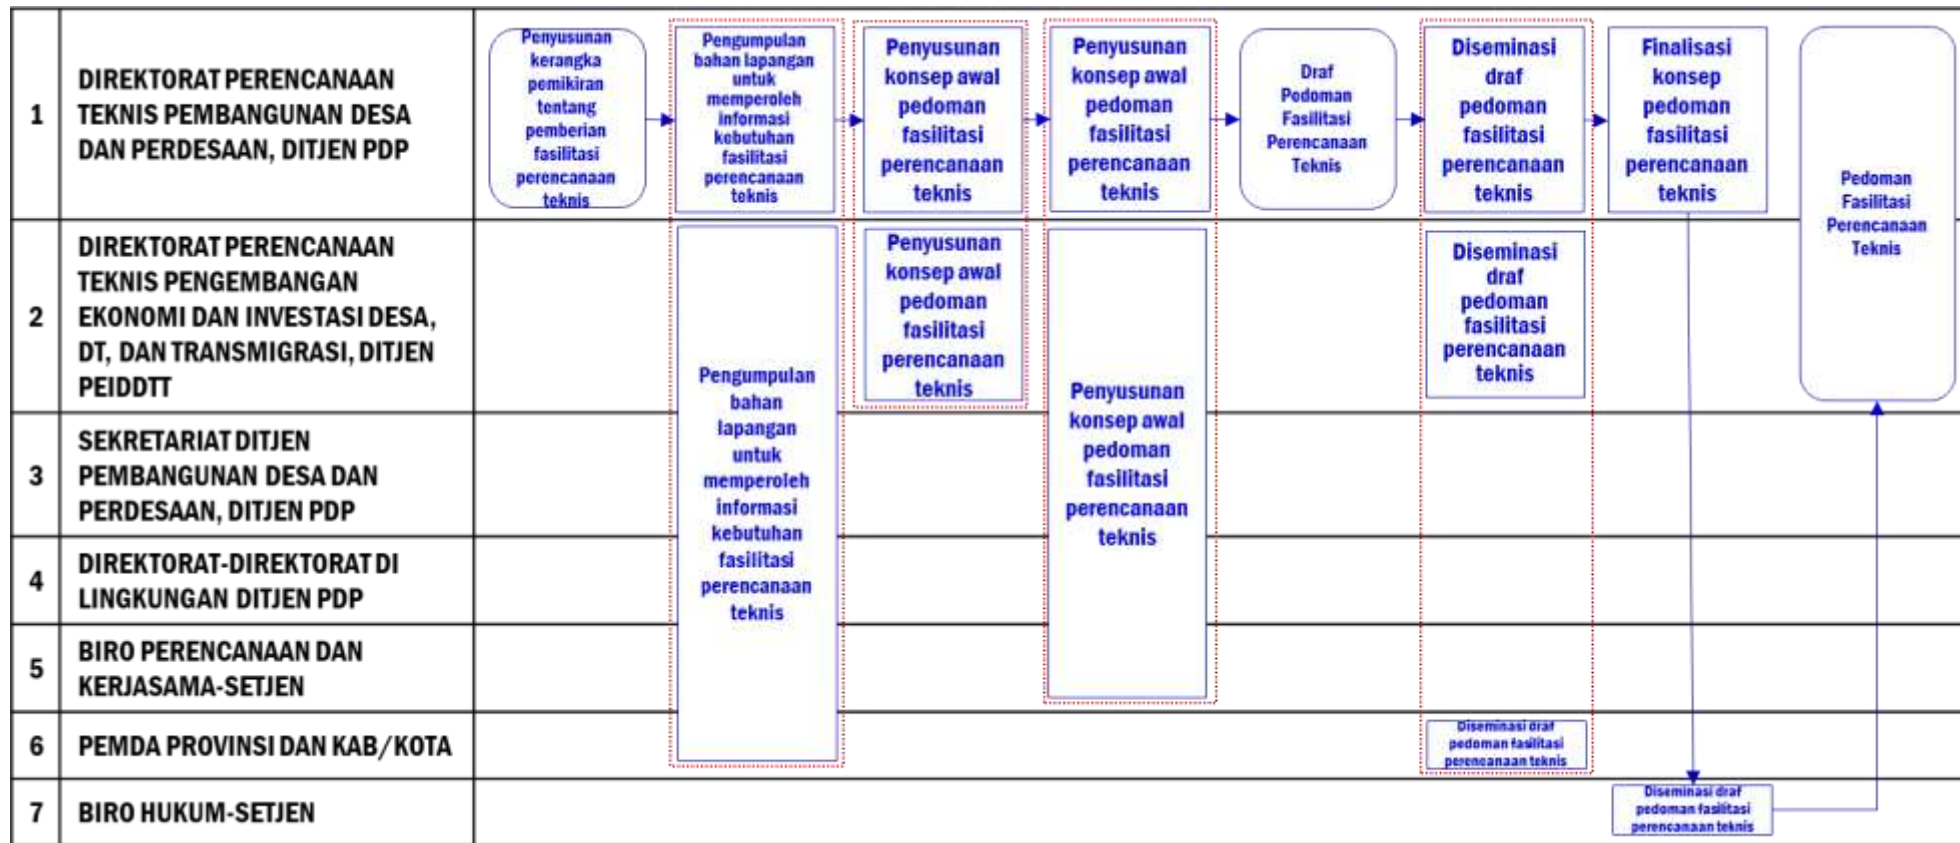 1
DIREKTORAT PERENCANAAN
TEKNIS PEMBANGUNAN DESA
DAN PERDESAAN, DITJEN PDP
Penyusunan
kerangka
pemikiran
tentang
pemberian
fasilitasi
perencanaan
teknis
Pengumpulan
bahan lapangan
untuk
memperoleh
informasi
kebutuhan
fasilitasi
perencanaan
teknis
Penyusunan
konsep awal
pedoman
fasilitasi
perencanaan
teknis
Penyusunan
konsep awal
pedoman
fasilitasi
perencanaan
teknis
Draf
Pedoman
Fasilitasi
Perencanaan
Teknis
Diseminasi
draf
pedoman
fasilitasi
perencanaan
teknis
Finalisasi
konsep
pedoman
fasilitasi
perencanaan
teknis
Pedoman
Fasilitasi
Perencanaan
Teknis
2
DIREKTORAT PERENCANAAN
TEKNIS PENGEMBANGAN
EKONOMI DAN INVESTASI DESA,
DT, DAN TRANSMIGRASI, DITJEN
PEIDDTT
Pengumpulan
bahan
lapangan
untuk
memperoleh
informasi
kebutuhan
fasilitasi
perencanaan
teknis
Penyusunan
konsep awal
pedoman
fasilitasi
perencanaan
teknis
Penyusunan
konsep awal
pedoman
fasilitasi
perencanaan
teknis
Diseminasi
draf
pedoman
fasilitasi
perencanaan
teknis
3
SEKRETARIAT DITJEN
PEMBANGUNAN DESA DAN
PERDESAAN, DITJEN PDP
4
DIREKTORAT-DIREKTORAT DI
LINGKUNGAN DITJEN PDP
5
BIRO PERENCANAAN DAN
KERJASAMA-SETJEN
6
PEMDA PROVINSI DAN KAB/KOTA
Diseminasi draf
pedoman fasilitasi
perencanaan teknis
7
BIRO HUKUM-SETJEN
Diseminasi draf
pedoman fasilitasi
perencanaan teknis